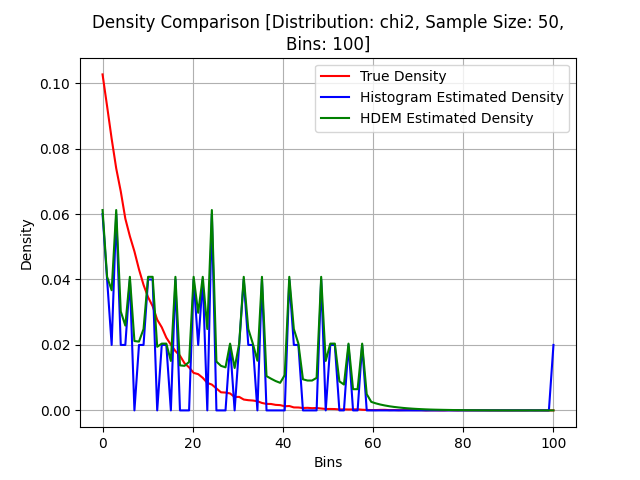 Density Comparison [Distribution: chi2, Sample Size: 50,
Bins: 100]
True Density
Histogram Estimated Density
HDEM Estimated Density
Density
0.10
0.08
0.06
0.04
0.02
0.00
0 20 40 60 80 100
Bins